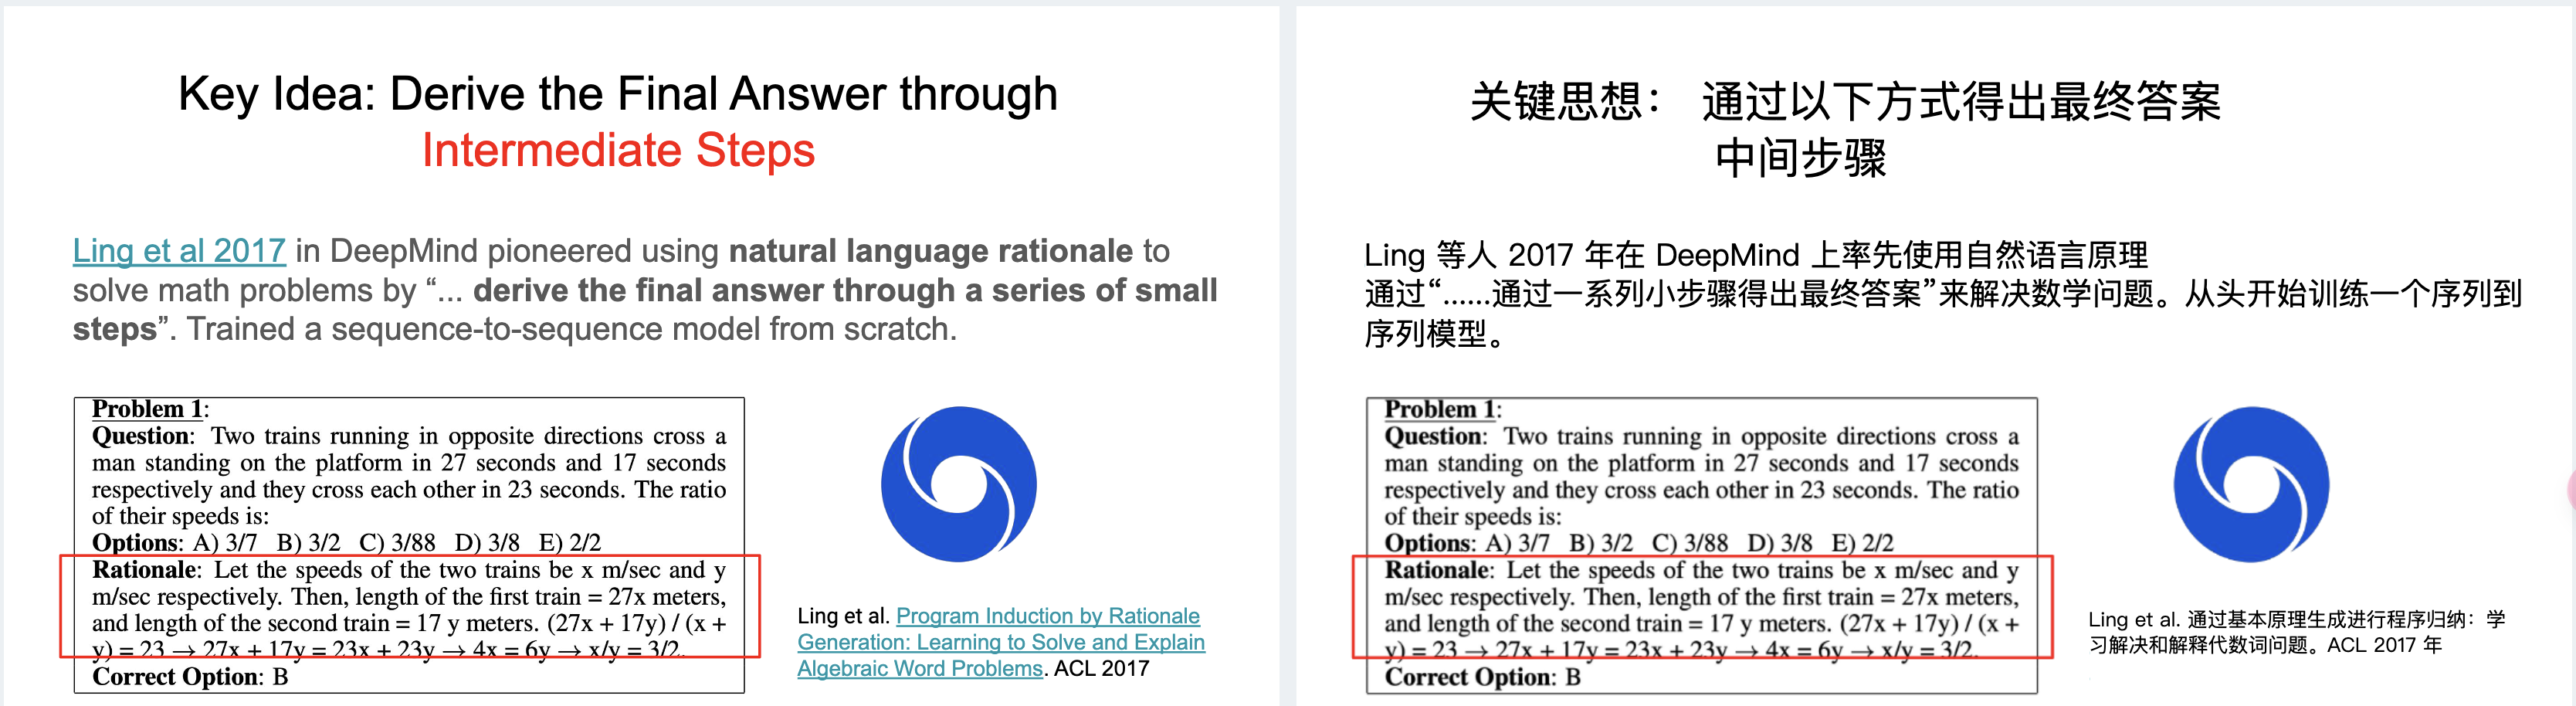 Key Idea: Derive the Final Answer through
Intermediate Steps
Ling et al 2017 in DeepMind pioneered using natural language rationale to
solve math problems by “... derive the final answer through a series of small
steps”. Trained a sequence-to-sequence model from scratch.
Problem 1:
Question: Two trains running in opposite directions cross a
man standing on the platform in 27 seconds and 17 seconds
respectively and they cross each other in 23 seconds. The ratio
of their speeds is:
Options: A) 3/7 B) 3/2 C) 3/88 D) 3/8 E) 2/2
Rationale: Let the speeds of the two trains be x m/sec and y
m/sec respectively. Then, length of the first train = 27x meters,
and length of the second train = 17 y meters. (27x + 17y) / (x +
y) = 23 → 27x + 17y = 23x + 23y → 4x = 6y → x/y = 3/2.
Correct Option: B
Ling et al. Program Induction by Rationale
Generation: Learning to Solve and Explain
Algebraic Word Problems. ACL 2017
关键思想： 通过以下方式得出最终答案
中间步骤
Ling 等人 2017 年在 DeepMind 上率先使用自然语言原理
通过“......通过一系列小步骤得出最终答案”来解决数学问题。从头开始训练一个序列到
序列模型。
Problem 1:
Question: Two trains running in opposite directions cross a
man standing on the platform in 27 seconds and 17 seconds
respectively and they cross each other in 23 seconds. The ratio
of their speeds is:
Options: A) 3/7 B) 3/2 C) 3/88 D) 3/8 E) 2/2
Rationale: Let the speeds of the two trains be x m/sec and y
m/sec respectively. Then, length of the first train = 27x meters,
and length of the second train = 17 y meters. (27x + 17y) / (x +
y) = 23 → 27x + 17y = 23x + 23y → 4x = 6y → x/y = 3/2.
Correct Option: B
Ling et al. 通过基本原理生成进行程序归纳：学
习解决和解释代数词问题。ACL 2017 年